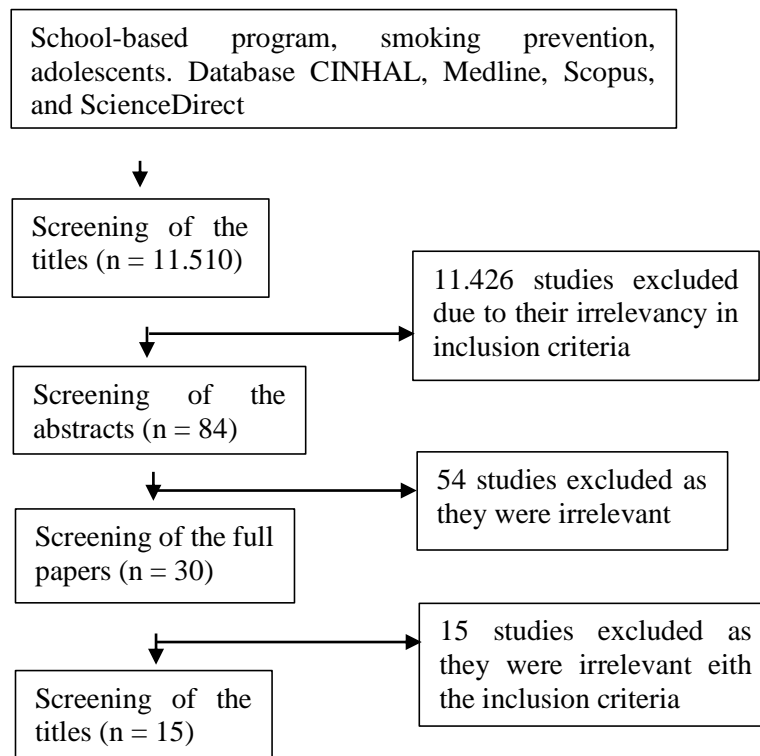 School-based program, smoking prevention,
adolescents. Database CINHAL, Medline, Scopus,
and ScienceDirect
Screening of the
titles (n = 11.510)
11.426 studies excluded
due to their irrelevancy in
inclusion criteria
Screening of the
abstracts (n = 84)
54 studies excluded as
they were irrelevant
Screening of the full
papers (n = 30)
15 studies excluded as
they were irrelevant eith
the inclusion criteria
Screening of the
titles (n = 15)